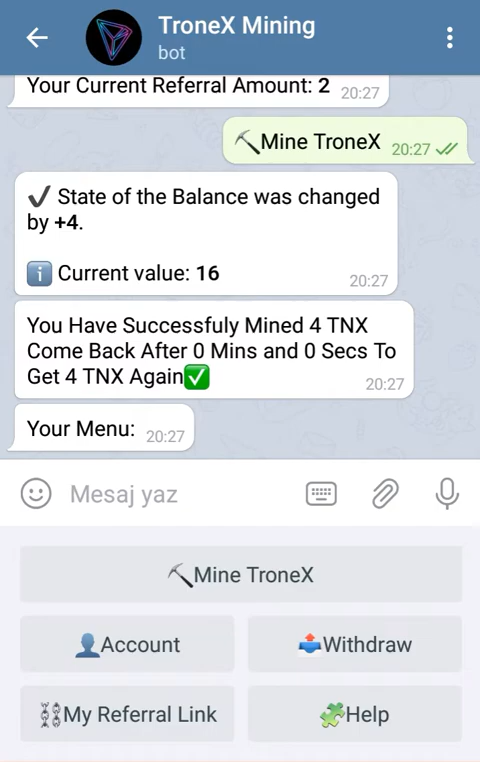 TroneX Mining
bot
Your Current Referral Amount: 2 20:27
Mine TroneX 20:27
State of the Balance was changed
by +4.
Current value: 16 20:27
You Have Successfuly Mined 4 TNX
Come Back After 0 Mins and 0 Secs To
Get 4 TNX Again 20:27
Your Menu: 20:27
Mesaj yaz
Mine TroneX
Account
Withdraw
My Referral Link
Help